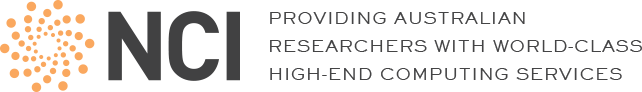 NCI
PROVIDING AUSTRALIAN
RESEARCHERS WITH WORLD-CLASS
HIGH-END COMPUTING SERVICES